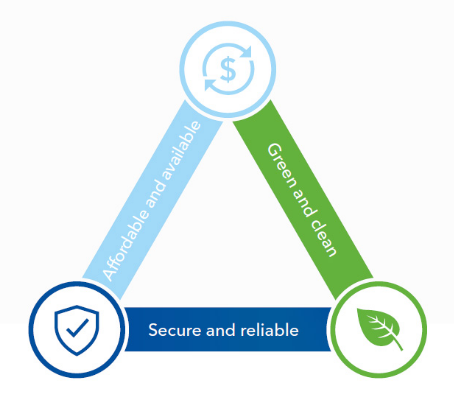 $
Affordable and available
Green and clean
Secure and reliable